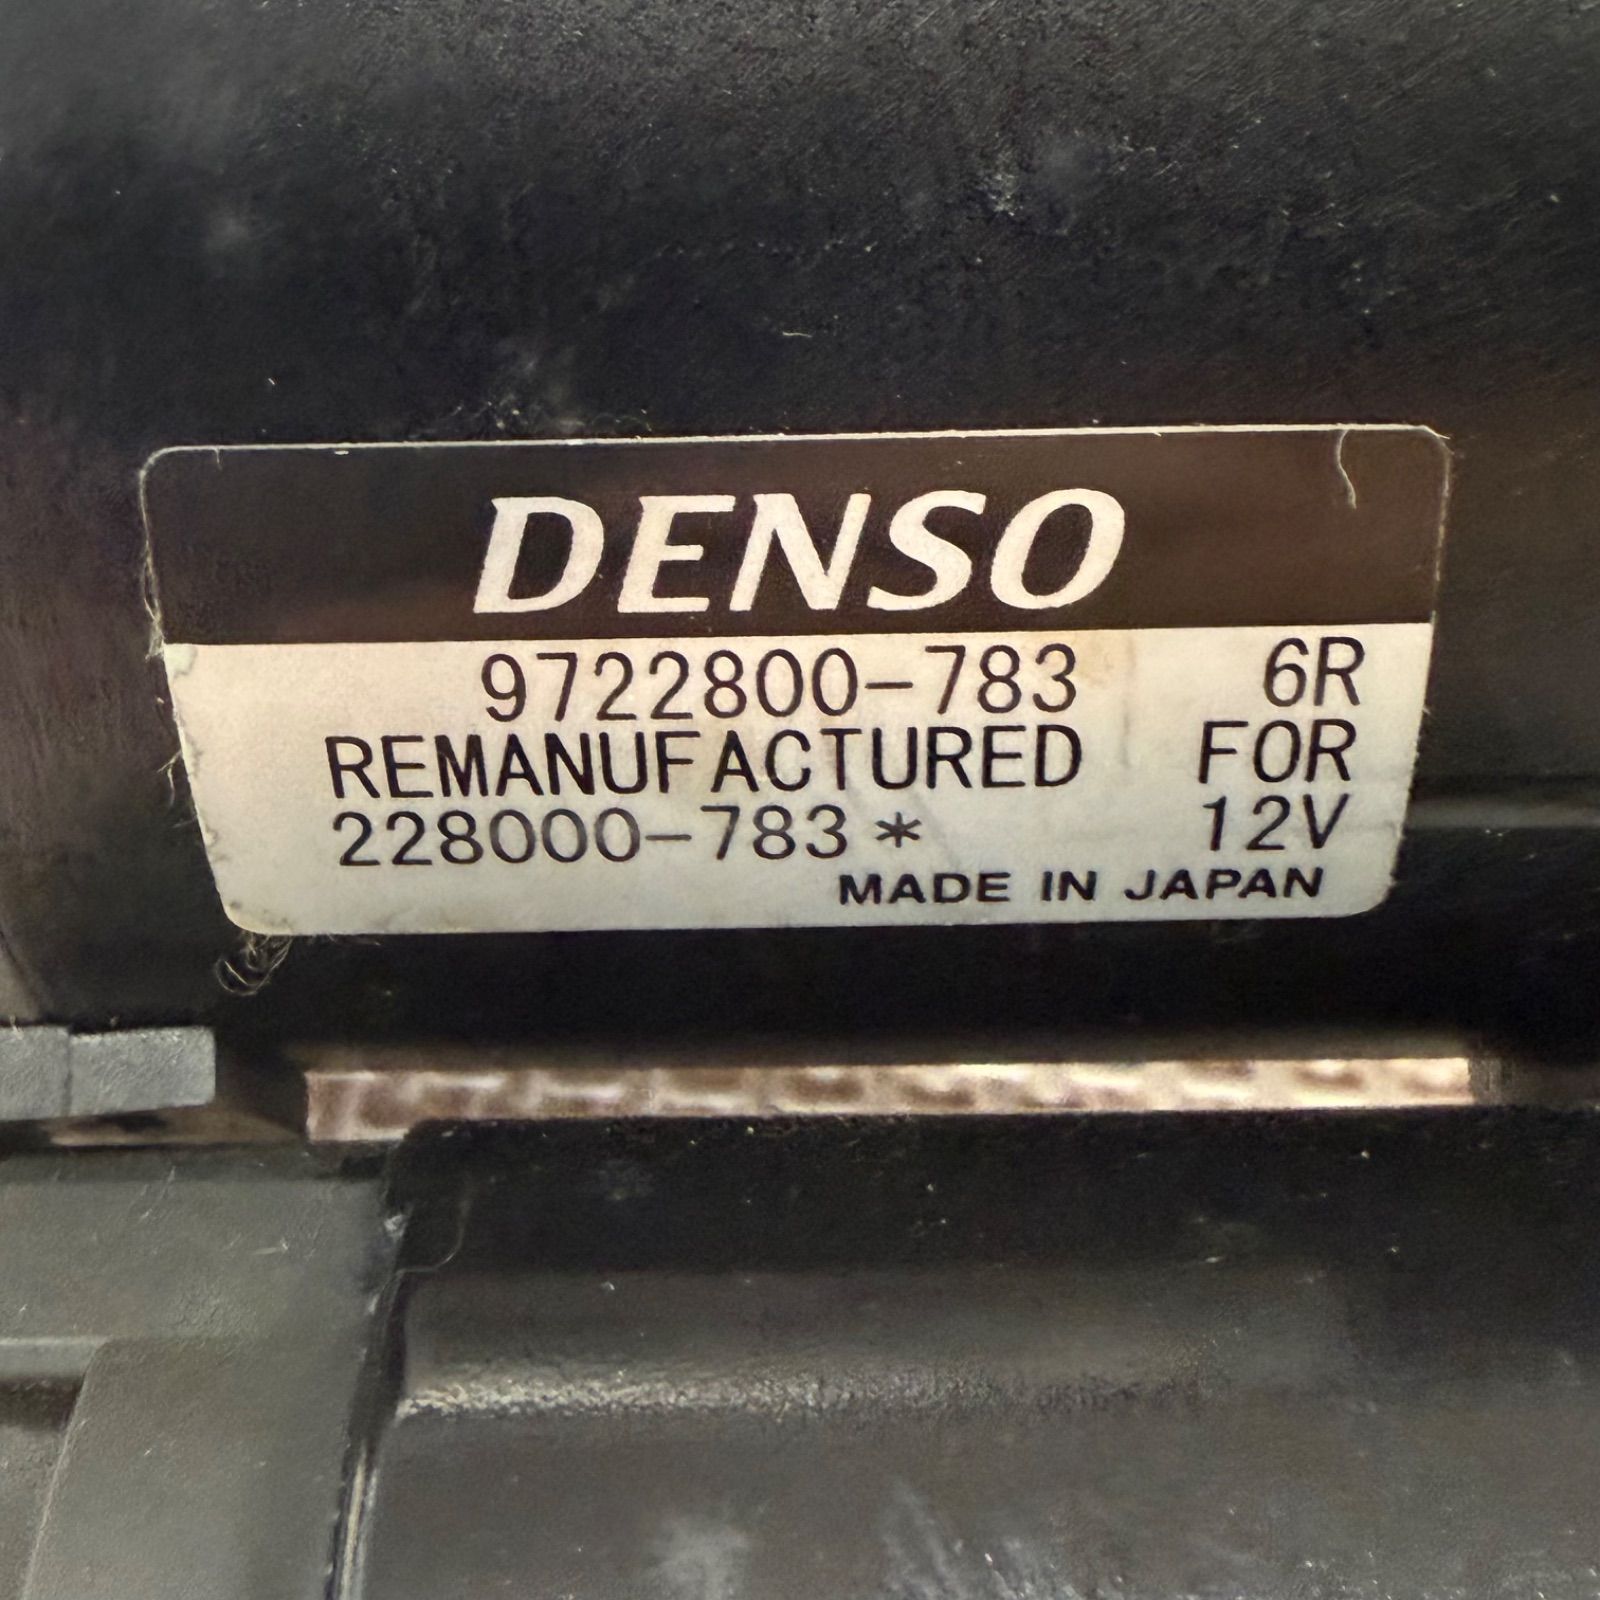 DENSO
9722800-783 6R
REMANUFACTURED FOR
228000-783* 12V
MADE IN JAPAN